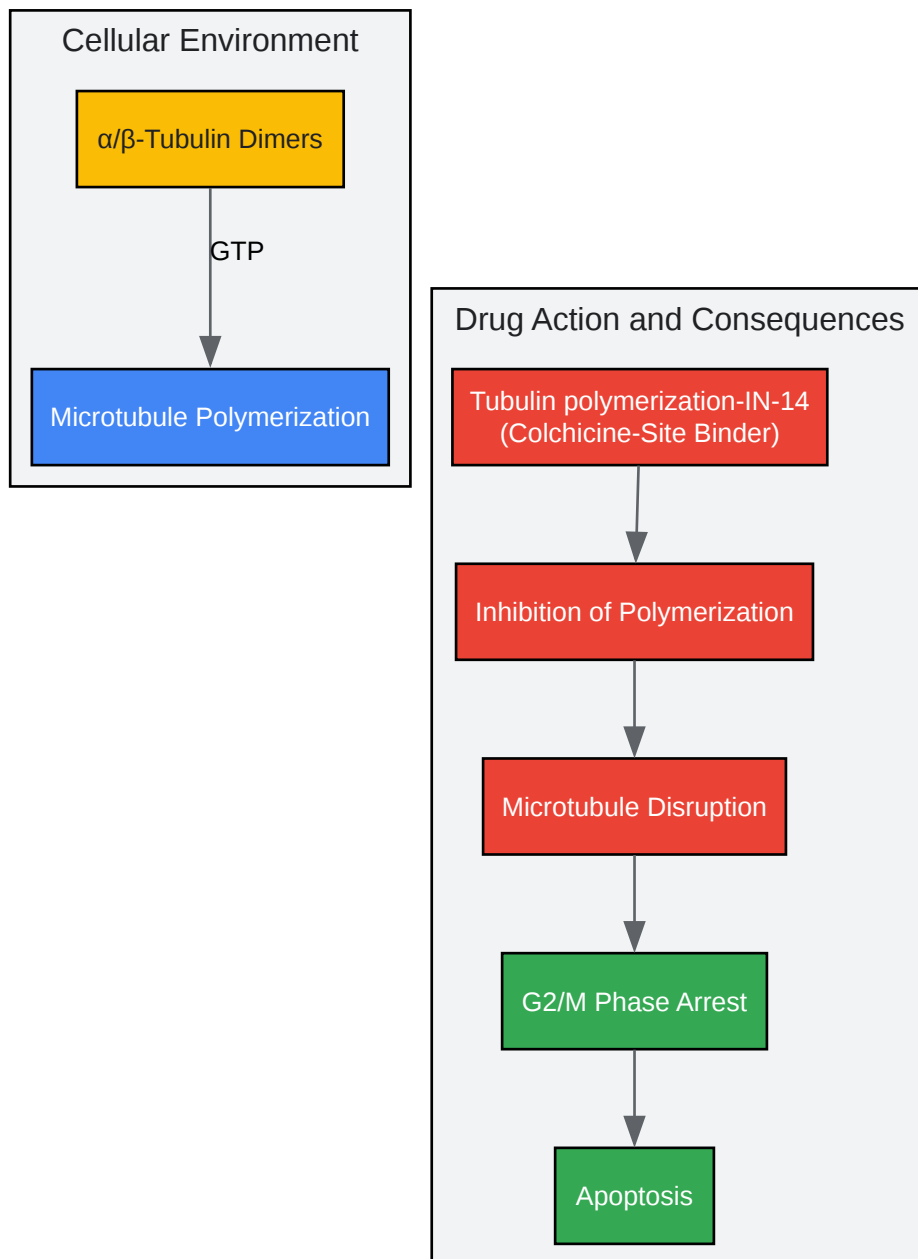 Cellular Environment
α/β-Tubulin Dimers
GTP
Microtubule Polymerization
Drug Action and Consequences
Tubulin polymerization-IN-14
(Colchicine-Site Binder)
Inhibition of Polymerization
Microtubule Disruption
G2/M Phase Arrest
Apoptosis